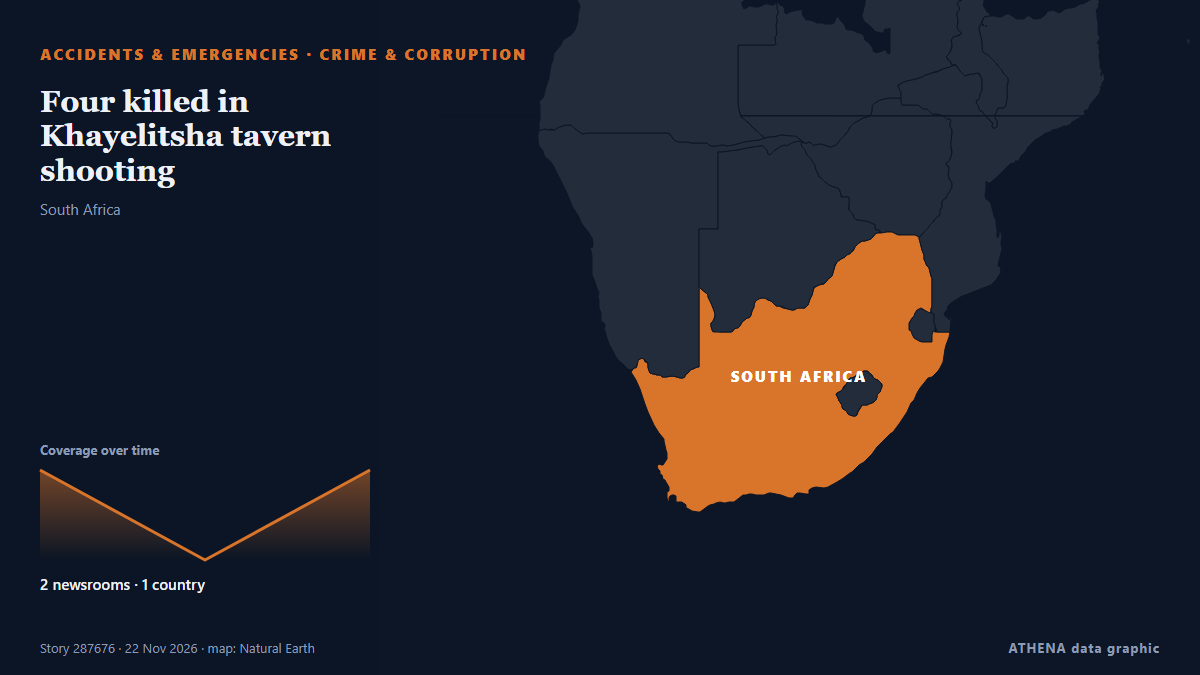 ACCIDENTS & EMERGENCIES · CRIME & CORRUPTION
Four killed in
Khayelitsha tavern
shooting
South Africa
SOUTH AFRICA
Coverage over time
2 newsrooms · 1 country
Story 287676 · 22 Nov 2026 · map: Natural Earth
ATHENA data graphic